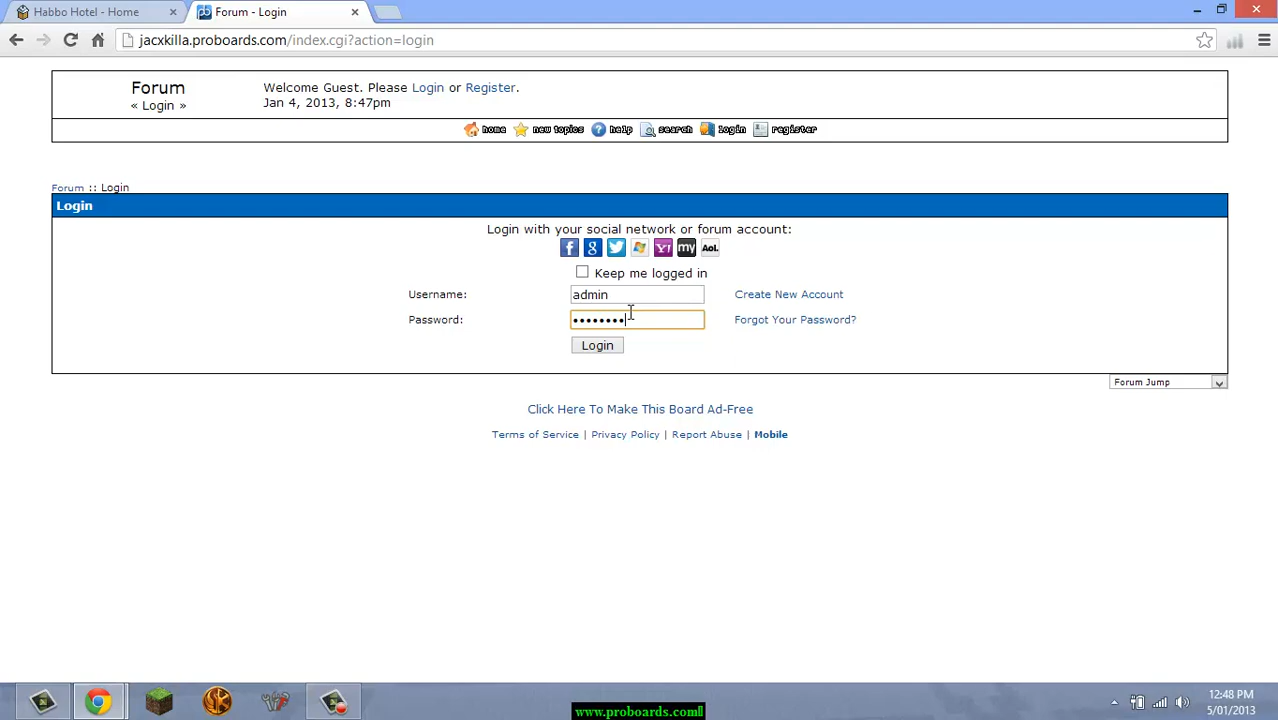 Habbo Hotel - Home
Forum - Login
jacxkilla.proboards.com/index.cgi?action=login
Forum
« Login »
Welcome Guest. Please Login or Register.
Jan 4, 2013, 8:47pm
home new topics help search login register
Forum :: Login
Login
Login with your social network or forum account:
f g Y! my Aol.
Keep me logged in
Username: admin Create New Account
Password: •••••••• Forgot Your Password?
Login
Forum Jump
Click Here To Make This Board Ad-Free
Terms of Service | Privacy Policy | Report Abuse | Mobile
12:48 PM
5/01/2013
www.proboards.com